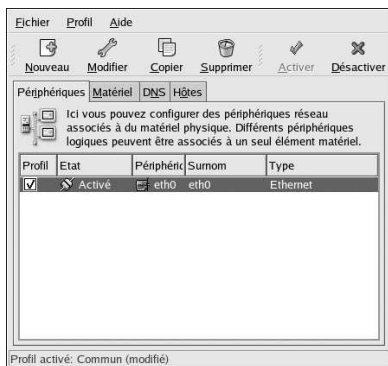 Fichier Profil Aide
Nouveau Modifier Copier Supprimer Activer Désactiver
Périphériques Matériel DNS Hôtes
Ici vous pouvez configurer des périphériques réseau
associés à du matériel physique. Différents périphériques
logiques peuvent être associés à un seul élément matériel.
Profil Etat Périphéric Surnom Type
Activé eth0 eth0 Ethernet
Profil activé: Commun (modifié)